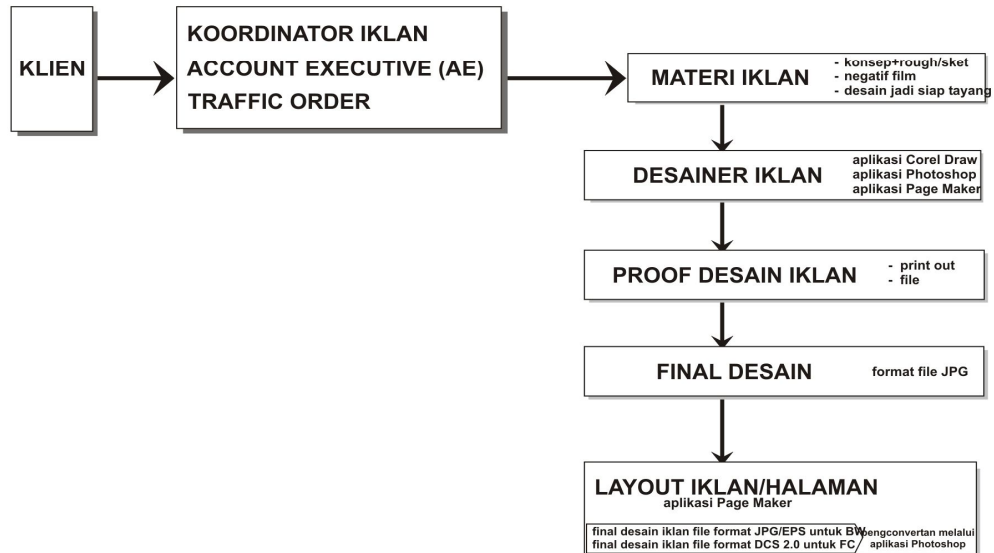 KLIEN
KOORDINATOR IKLAN
ACCOUNT EXECUTIVE (AE)
TRAFFIC ORDER
MATERI IKLAN
- konsep+rough/sket
- negatif film
- desain jadi siap tayang
DESAINER IKLAN
aplikasi Corel Draw
aplikasi Photoshop
aplikasi Page Maker
PROOF DESAIN IKLAN
- print out
- file
FINAL DESAIN
format file JPG
LAYOUT IKLAN/HALAMAN
aplikasi Page Maker
final desain iklan file format JPG/EPS untuk BW
final desain iklan file format DCS 2.0 untuk FC
pengconvertan melalui
aplikasi Photoshop